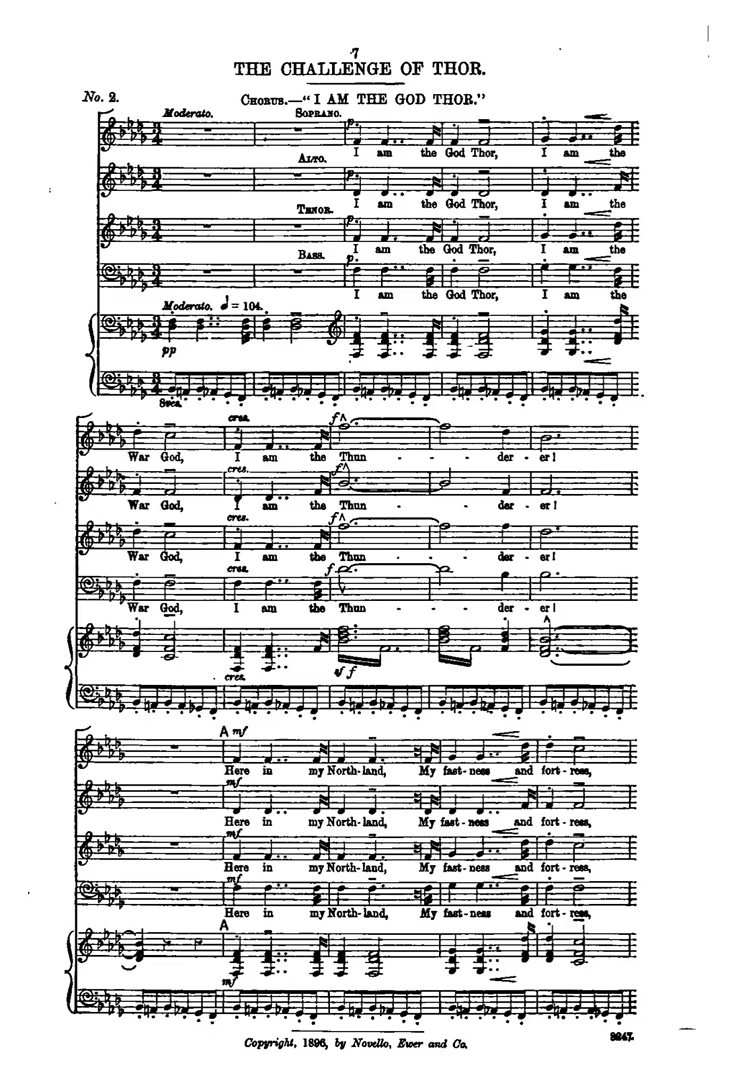 7
THE CHALLENGE OF THOR.
No. 2. CHORUS.—"I AM THE GOD THOR."
Moderato. SOPRANO. p.
I am the God Thor, I am the
ALTO. p
I am the God Thor, I am the
TENOR. p
I am the God Thor, I am the
BASS. p.
I am the God Thor, I am the
Moderato. = 104.
pp
8ves.
cres. f
War God, I am the Thun - - - der - er!
cres. f
War God, I am the Thun - - - der - er!
cres. f
War God, I am the Thun - - - der - er!
cres. f
War God, I am the Thun - - - der - er!
cres. f
A mf
Here in my North-land, My fast-ness and fort-ress,
mf
Here in my North-land, My fast-ness and fort-ress,
mf
Here in my North-land, My fast-ness and fort-ress,
mf
Here in my North-land, My fast-ness and fort-ress,
A
mf
Copyright, 1896, by Novello, Ewer and Co.